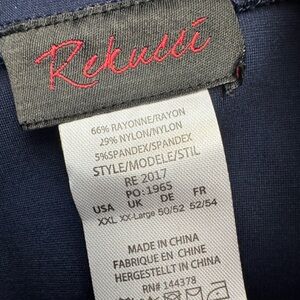 Rekucci
66% RAYONNE/RAYON
29% NYLON/NYLON
5%SPANDEX/SPANDEX
STYLE/MODELE/STIL
RE 2017
PO: 1965
USA UK DE FR
XXL XX-Large 50/52 52/54
MADE IN CHINA
FABRIQUE EN CHINE
HERGESTELLT IN CHINA
RN# 144378